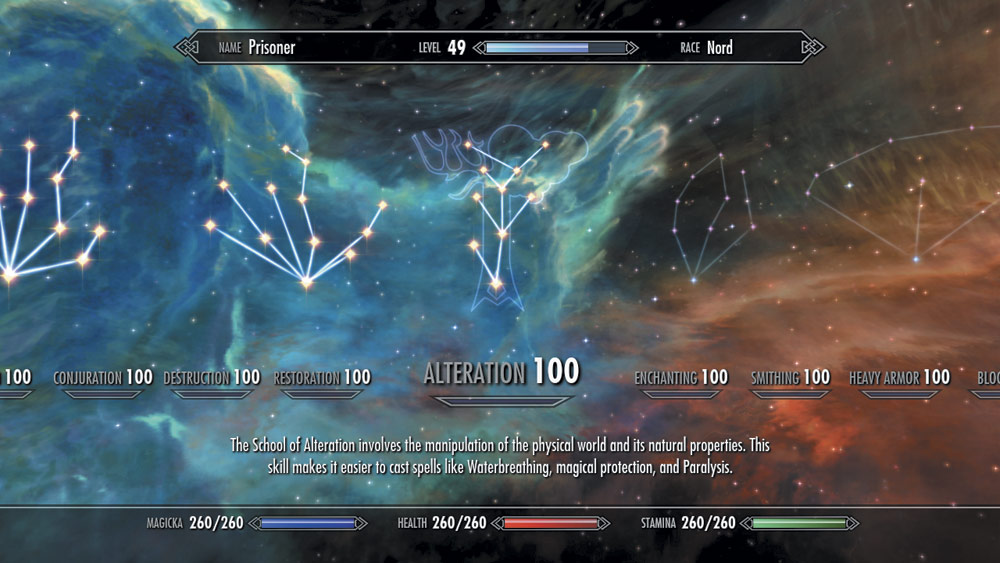 NAME Prisoner LEVEL 49 RACE Nord
100 CONJURATION 100 DESTRUCTION 100 RESTORATION 100 ALTERATION 100 ENCHANTING 100 SMITHING 100 HEAVY ARMOR 100 BLOC
The School of Alteration involves the manipulation of the physical world and its natural properties. This
skill makes it easier to cast spells like Waterbreathing, magical protection, and Paralysis.
MAGICKA 260/260 HEALTH 260/260 STAMINA 260/260